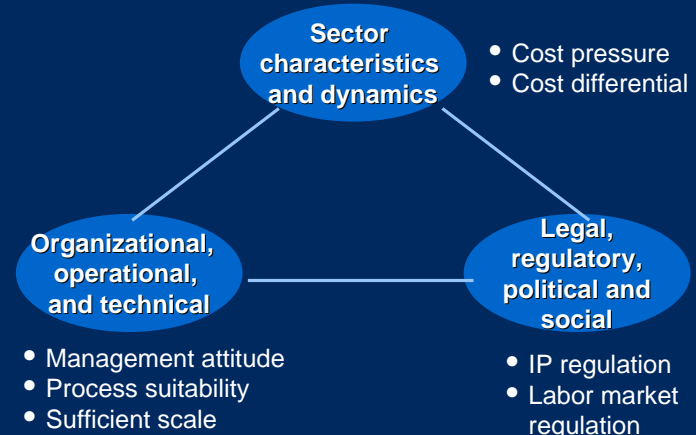 Sector
characteristics
and dynamics
• Cost pressure
• Cost differential
Organizational,
operational,
and technical
Legal,
regulatory,
political and
social
• Management attitude
• Process suitability
• Sufficient scale
• IP regulation
• Labor market
regulation